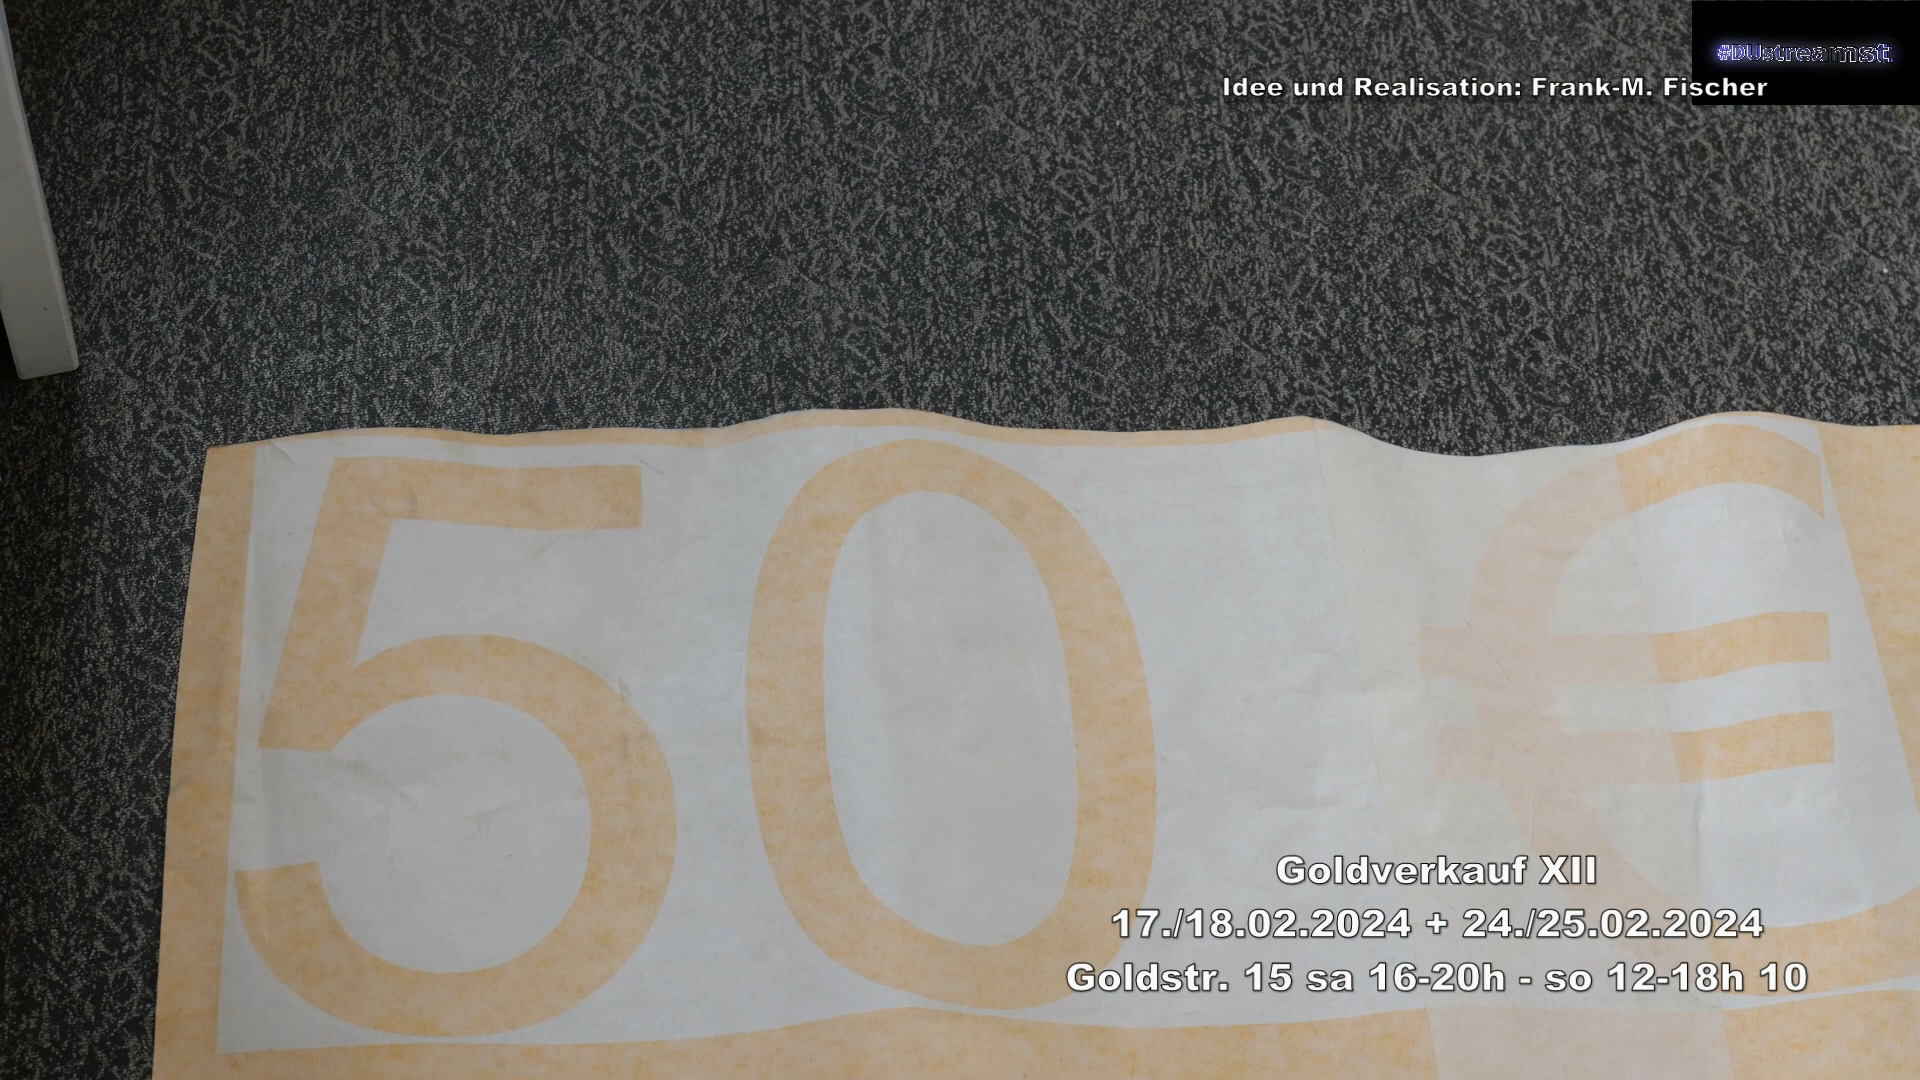 #DUstreamst
Idee und Realisation: Frank-M. Fischer
50 €
Goldverkauf XII
17./18.02.2024 + 24./25.02.2024
Goldstr. 15 sa 16-20h - so 12-18h 10